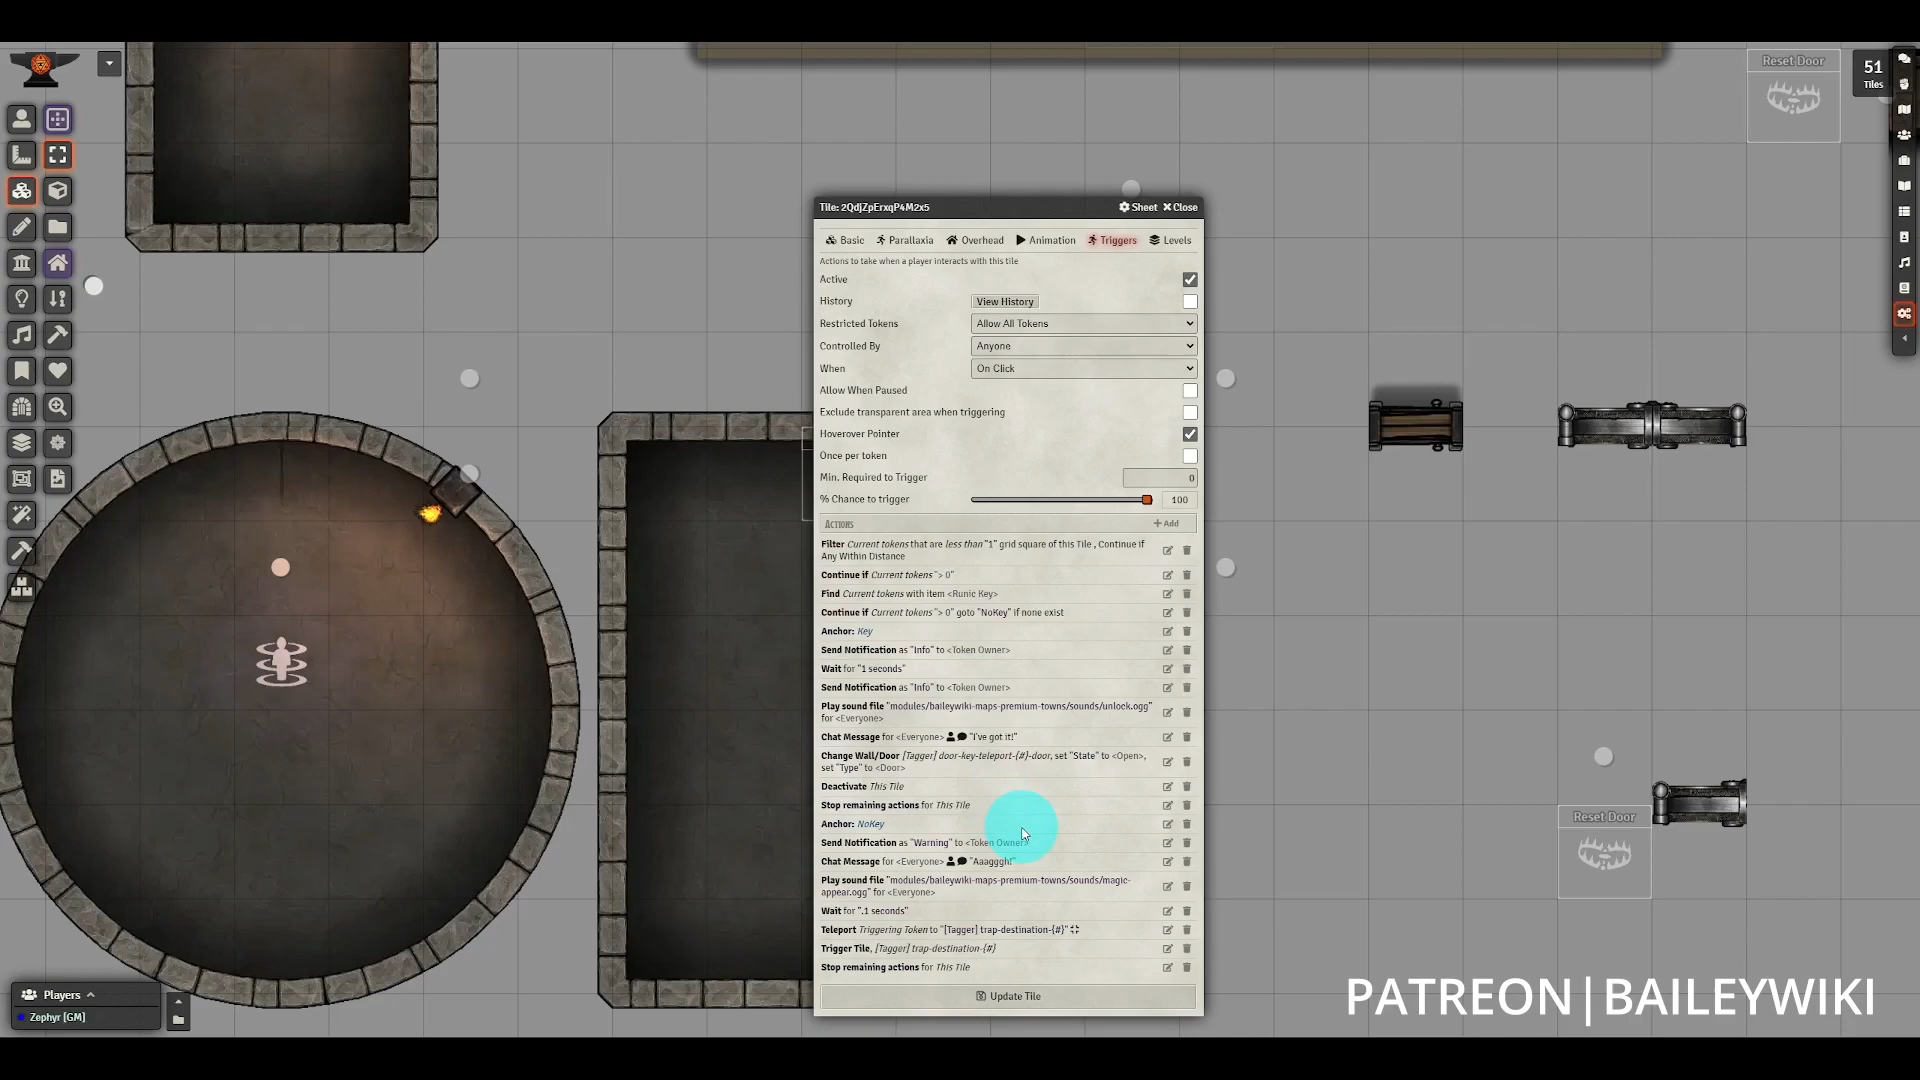 Reset Door
51
Tiles
Tile: 2QdjZpErxqP4M2x5
Sheet
Close
Basic
Parallaxia
Overhead
Animation
Triggers
Levels
Actions to take when a player interacts with this tile
Active
History
View History
Restricted Tokens
Allow All Tokens
Controlled By
Anyone
When
On Click
Allow When Paused
Exclude transparent area when triggering
Hoverover Pointer
Once per token
Min. Required to Trigger
0
% Chance to trigger
100
Actions
+ Add
Filter Current tokens that are less than "1" grid square of this Tile , Continue if
Any Within Distance
Continue if Current tokens "> 0"
Find Current tokens with item <Runic Key>
Continue if Current tokens "> 0" goto "NoKey" if none exist
Anchor: Key
Send Notification as "Info" to <Token Owner>
Wait for "1 seconds"
Send Notification as "Info" to <Token Owner>
Play sound file "modules/baileywiki-maps-premium-towns/sounds/unlock.ogg"
for <Everyone>
Chat Message for <Everyone> "I've got it!"
Change Wall/Door [Tagger] door-key-teleport-{#}-door, set "State" to <Open>,
set "Type" to <Door>
Deactivate This Tile
Stop remaining actions for This Tile
Anchor: NoKey
Send Notification as "Warning" to <Token Owner>
Chat Message for <Everyone> "Aaagggh!"
Play sound file "modules/baileywiki-maps-premium-towns/sounds/magic-
appear.ogg" for <Everyone>
Wait for ".1 seconds"
Teleport Triggering Token to "[Tagger] trap-destination-{#}"
Trigger Tile, [Tagger] trap-destination-{#}
Stop remaining actions for This Tile
Update Tile
Reset Door
Players
Zephyr [GM]
PATREON|BAILEYWIKI